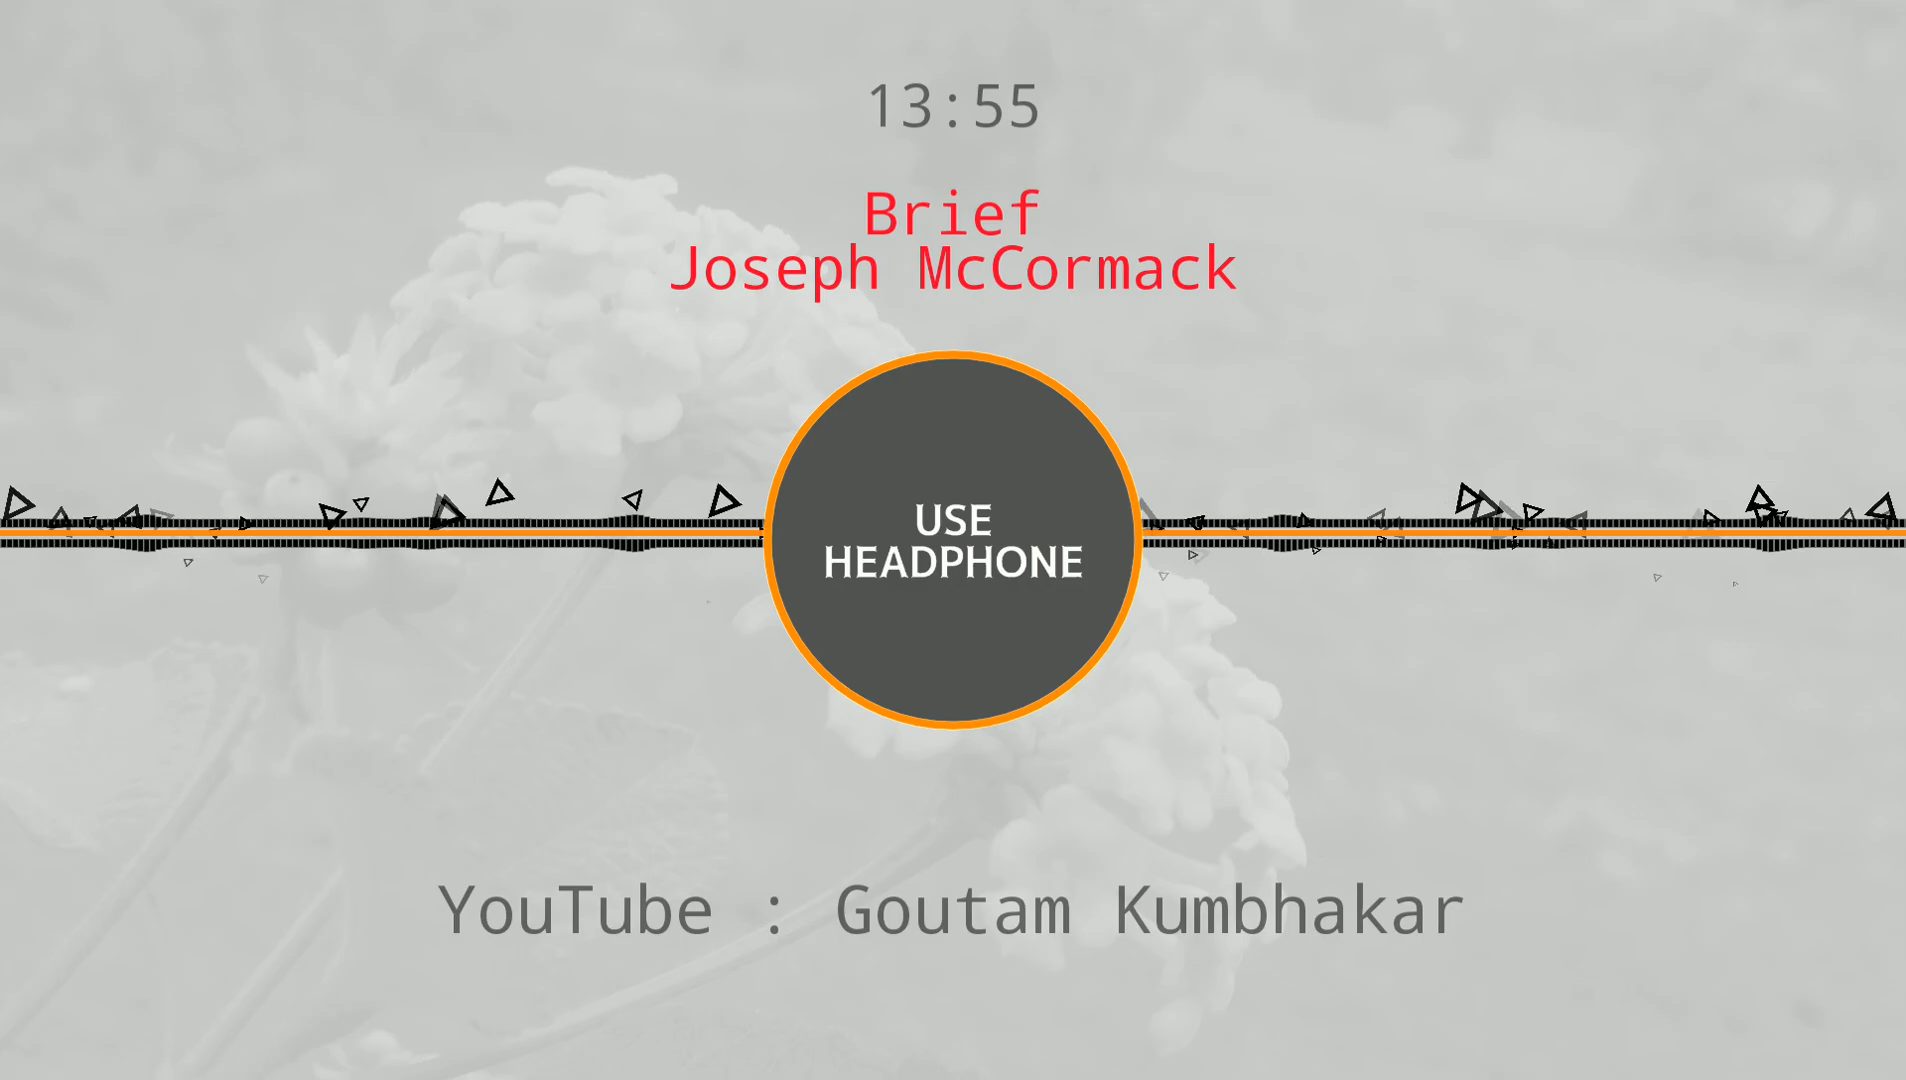 13:55
Brief
Joseph McCormack
USE
HEADPHONE
YouTube : Goutam Kumbhakar